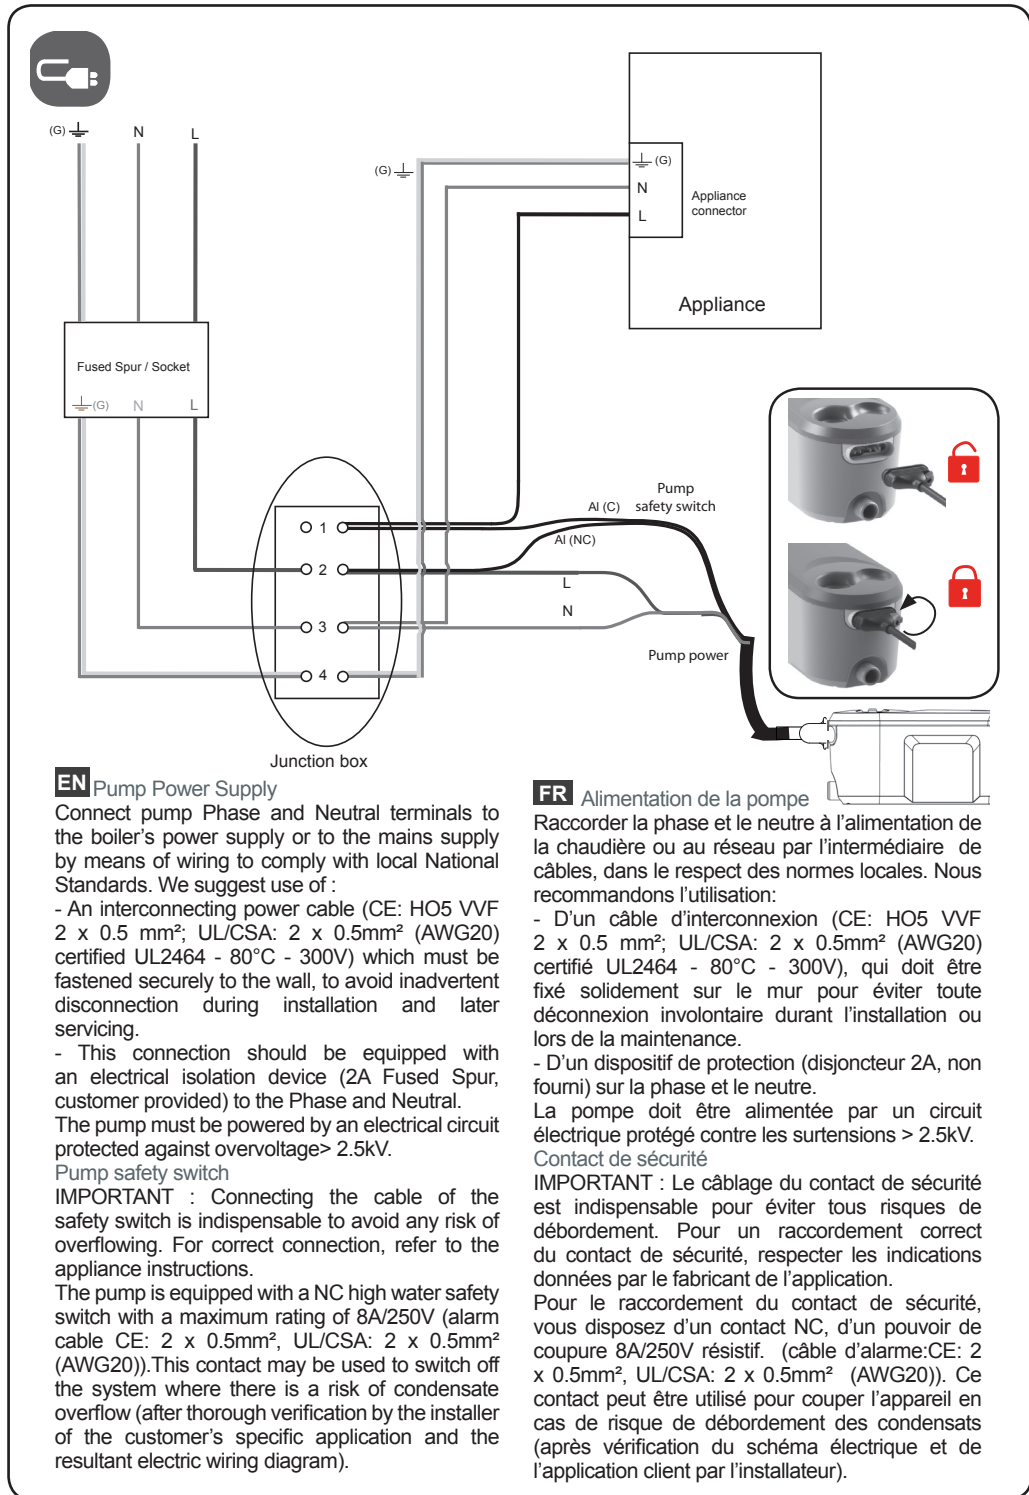 (G)
N
L
(G)
(G)
N
L
Appliance
connector
Appliance
Fused Spur / Socket
(G)
N
L
Pump
safety switch
Al (C)
Al (NC)
1
2
3
4
L
N
Pump power
Junction box
EN Pump Power Supply
Connect pump Phase and Neutral terminals to
the boiler’s power supply or to the mains supply
by means of wiring to comply with local National
Standards. We suggest use of :
- An interconnecting power cable (CE: HO5 VVF
2 x 0.5 mm²; UL/CSA: 2 x 0.5mm² (AWG20)
certified UL2464 - 80°C - 300V) which must be
fastened securely to the wall, to avoid inadvertent
disconnection during installation and later
servicing.
- This connection should be equipped with
an electrical isolation device (2A Fused Spur,
customer provided) to the Phase and Neutral.
The pump must be powered by an electrical circuit
protected against overvoltage> 2.5kV.
Pump safety switch
IMPORTANT : Connecting the cable of the
safety switch is indispensable to avoid any risk of
overflowing. For correct connection, refer to the
appliance instructions.
The pump is equipped with a NC high water safety
switch with a maximum rating of 8A/250V (alarm
cable CE: 2 x 0.5mm², UL/CSA: 2 x 0.5mm²
(AWG20)).This contact may be used to switch off
the system where there is a risk of condensate
overflow (after thorough verification by the installer
of the customer’s specific application and the
resultant electric wiring diagram).
FR Alimentation de la pompe
Raccorder la phase et le neutre à l’alimentation de
la chaudière ou au réseau par l’intermédiaire de
câbles, dans le respect des normes locales. Nous
recommandons l’utilisation:
- D’un câble d’interconnexion (CE: HO5 VVF
2 x 0.5 mm²; UL/CSA: 2 x 0.5mm² (AWG20)
certifié UL2464 - 80°C - 300V), qui doit être
fixé solidement sur le mur pour éviter toute
déconnexion involontaire durant l’installation ou
lors de la maintenance.
- D’un dispositif de protection (disjoncteur 2A, non
fourni) sur la phase et le neutre.
La pompe doit être alimentée par un circuit
électrique protégé contre les surtensions > 2.5kV.
Contact de sécurité
IMPORTANT : Le câblage du contact de sécurité
est indispensable pour éviter tous risques de
débordement. Pour un raccordement correct
du contact de sécurité, respecter les indications
données par le fabricant de l’application.
Pour le raccordement du contact de sécurité,
vous disposez d’un contact NC, d’un pouvoir de
coupure 8A/250V résistif. (câble d’alarme:CE: 2
x 0.5mm², UL/CSA: 2 x 0.5mm² (AWG20)). Ce
contact peut être utilisé pour couper l’appareil en
cas de risque de débordement des condensats
(après vérification du schéma électrique et de
l’application client par l’installateur).